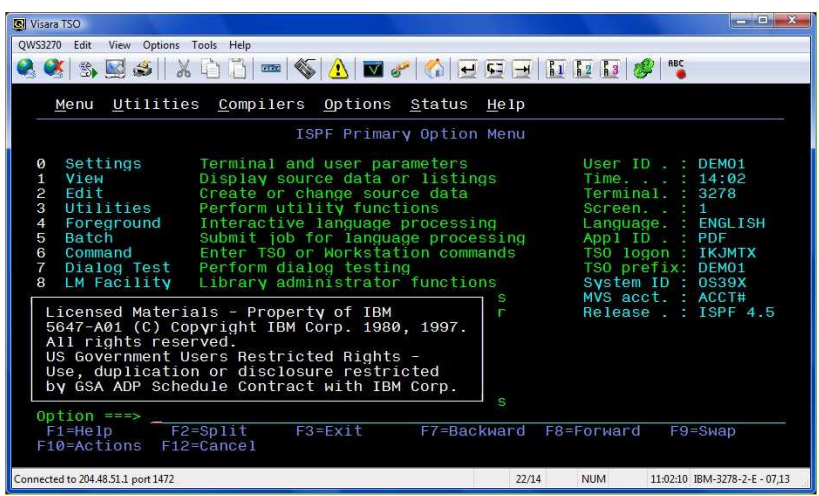 Visara TSO
QWS3270 Edit View Options Tools Help
PA1 PA2 PA3 ABC
Menu Utilities Compilers Options Status Help
ISPF Primary Option Menu
0 Settings Terminal and user parameters User ID . : DEMO1
1 View Display source data or listings Time. . . : 14:02
2 Edit Create or change source data Terminal. : 3278
3 Utilities Perform utility functions Screen. . : 1
4 Foreground Interactive language processing Language. : ENGLISH
5 Batch Submit job for language processing Appl ID . : PDF
6 Command Enter TSO or Workstation commands TSO logon : IKJMTX
7 Dialog Test Perform dialog testing TSO prefix: DEMO1
8 LM Facility Library administrator functions System ID : OS39X
s MVS acct. : ACCT#
Licensed Materials - Property of IBM r Release . : ISPF 4.5
5647-A01 (C) Copyright IBM Corp. 1980, 1997.
All rights reserved.
US Government Users Restricted Rights -
Use, duplication or disclosure restricted
by GSA ADP Schedule Contract with IBM Corp.
s
Option ===> _
F1=Help F2=Split F3=Exit F7=Backward F8=Forward F9=Swap
F10=Actions F12=Cancel
Connected to 204.48.51.1 port 1472 22/14 NUM 11:02:10 IBM-3278-2-E - 07,13